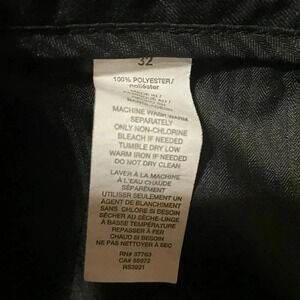 32
100% POLYESTER/
poliéster
MACHINE WASH WARM
SEPARATELY
ONLY NON-CHLORINE
BLEACH IF NEEDED
TUMBLE DRY LOW
WARM IRON IF NEEDED
DO NOT DRY CLEAN
LAVER À LA MACHINE
À L'EAU CHAUDE
SÉPARÉMENT
UTILISER SEULEMENT UN
AGENT DE BLANCHIMENT
SANS CHLORE SI BESOIN
SÉCHER AU SÈCHE-LINGE
À BASSE TEMPÉRATURE
REPASSER À FER
CHAUD SI BESOIN
NE PAS NETTOYER À SEC
RN# 37763
CA# 56972
RS3921